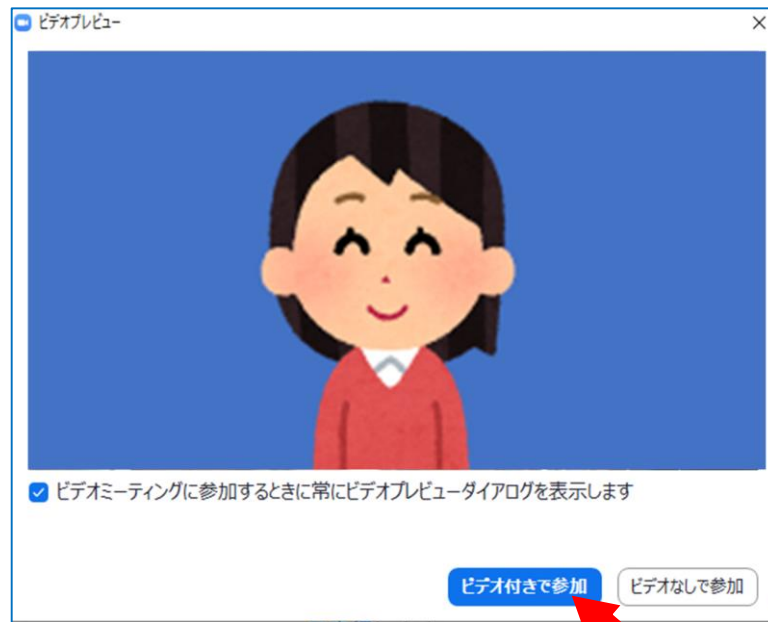 ビデオプレビュー
ビデオミーティングに参加するときに常にビデオプレビューダイアログを表示します
ビデオ付きで参加
ビデオなしで参加